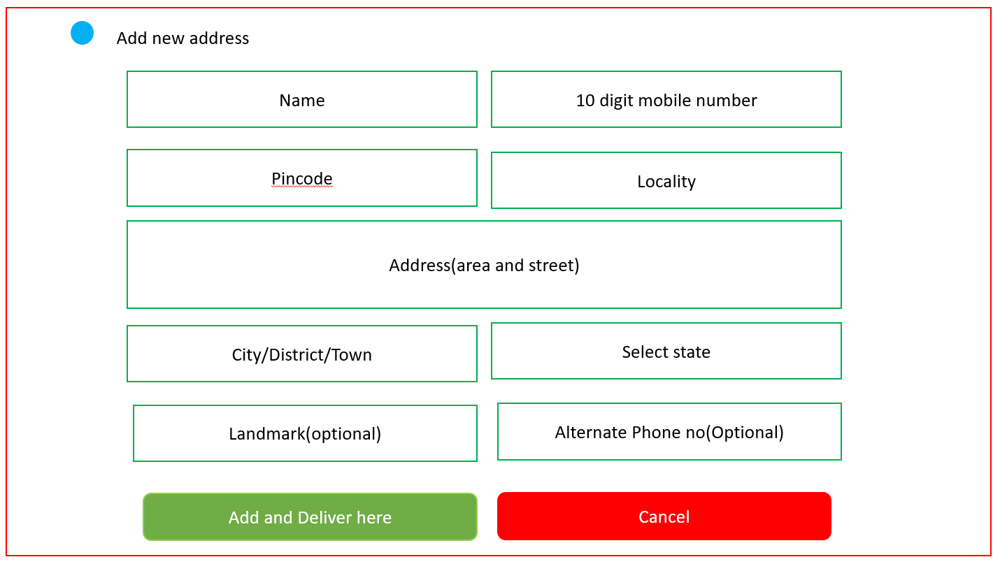 Add new address
Name
10 digit mobile number
Pincode
Locality
Address(area and street)
City/District/Town
Select state
Landmark(optional)
Alternate Phone no(Optional)
Add and Deliver here
Cancel